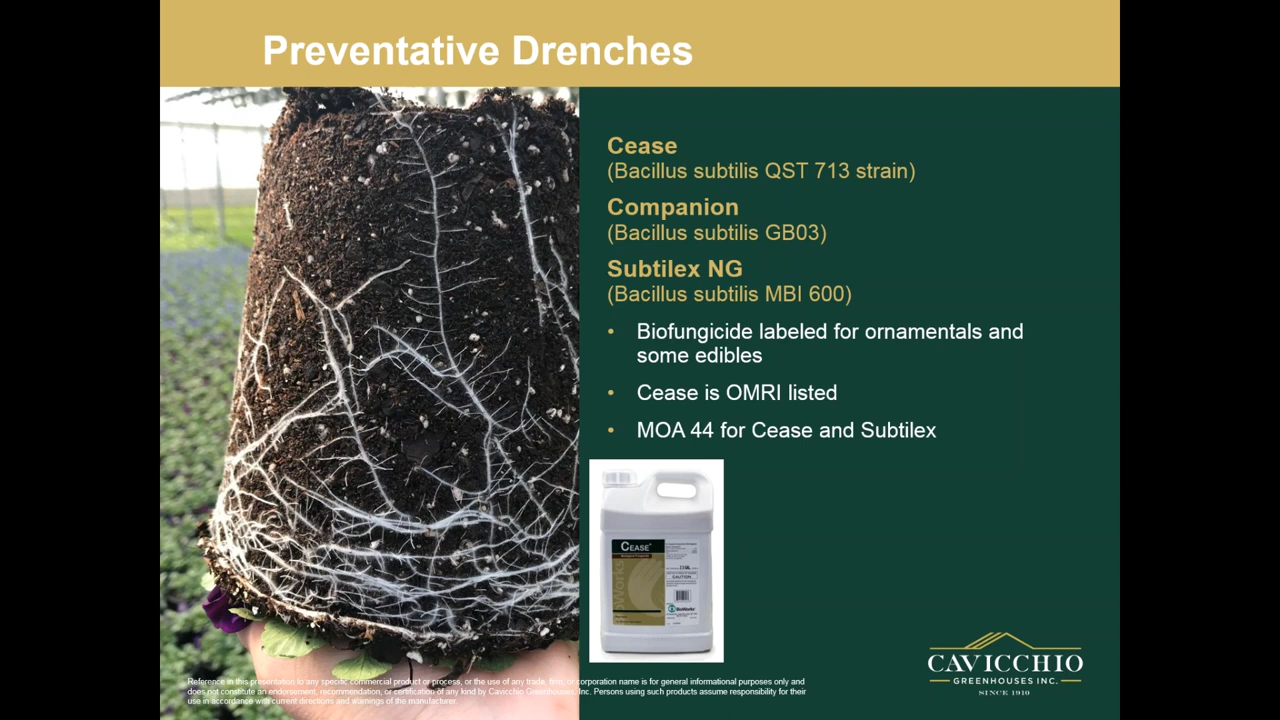 Preventative Drenches
Cease
(Bacillus subtilis QST 713 strain)
Companion
(Bacillus subtilis GB03)
Subtilex NG
(Bacillus subtilis MBI 600)
• Biofungicide labeled for ornamentals and
some edibles
• Cease is OMRI listed
• MOA 44 for Cease and Subtilex
CEASE
CAUTION
BioWorks
CAVICCHIO
GREENHOUSES INC.
SINCE 1910
Reference in this presentation to any specific commercial product or process, or the use of any trade, firm, or corporation name is for general informational purposes only and
does not constitute an endorsement, recommendation, or certification of any kind by Cavicchio Greenhouses, Inc. Persons using such products assume responsibility for their
use in accordance with current directions and warnings of the manufacturer.